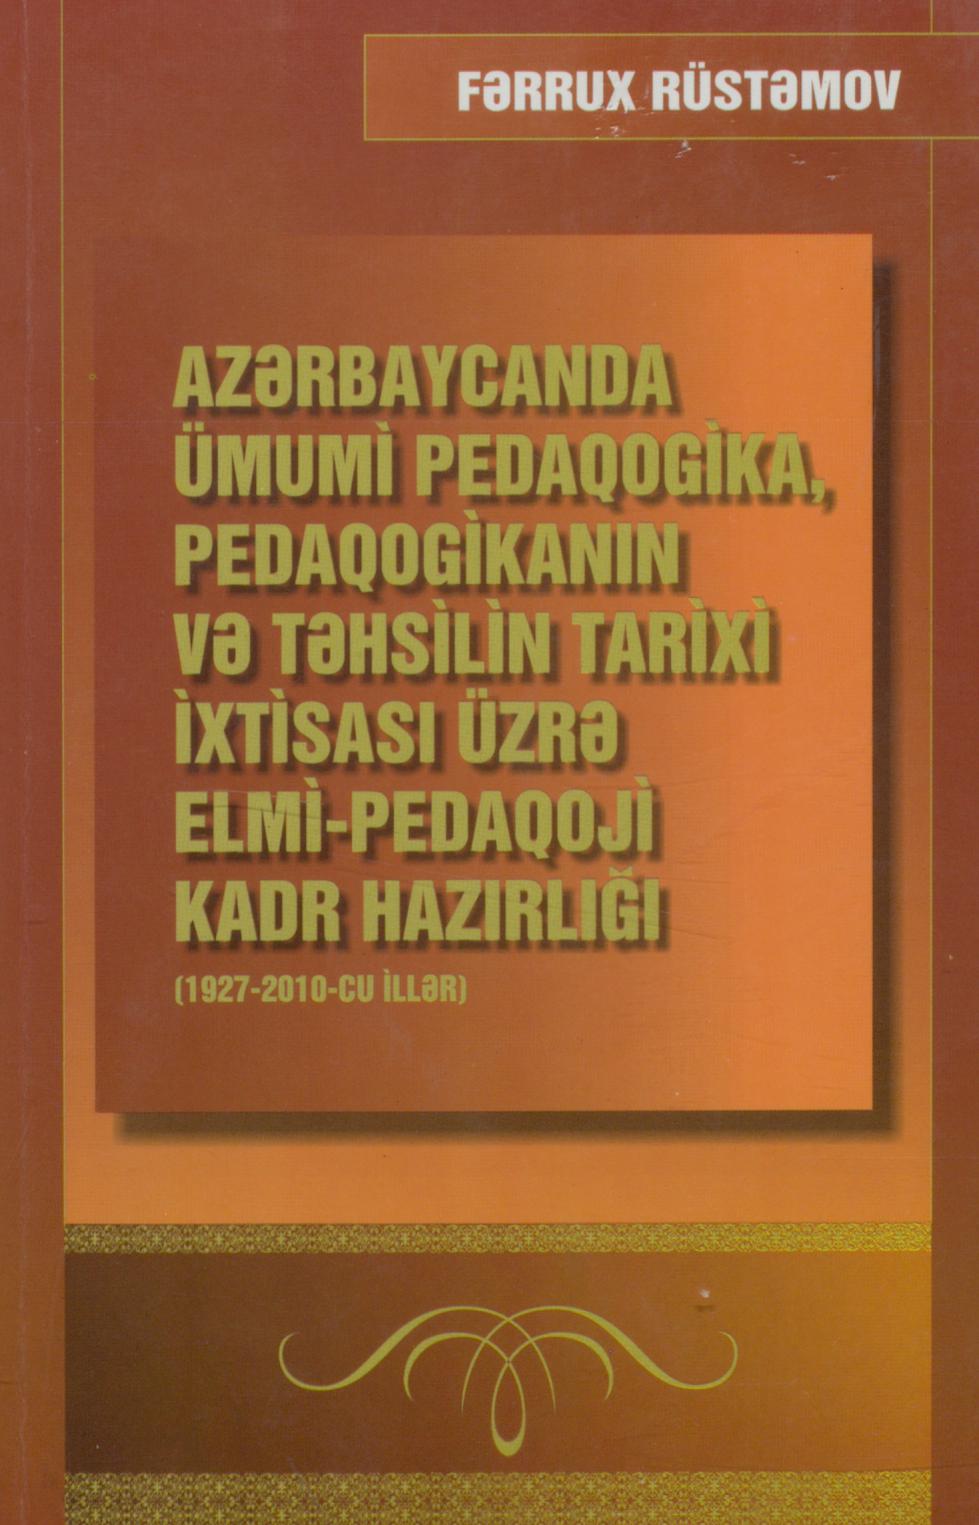 FƏRRUX RÜSTƏMOV
AZƏRBAYCANDA
ÜMUMİ PEDAQOGİKA,
PEDAQOGİKANIN
VƏ TƏHSİLİN TARİXİ
İXTİSASI ÜZRƏ
ELMİ-PEDAQOJİ
KADR HAZIRLIĞI
(1927-2010-CU İLLƏR)